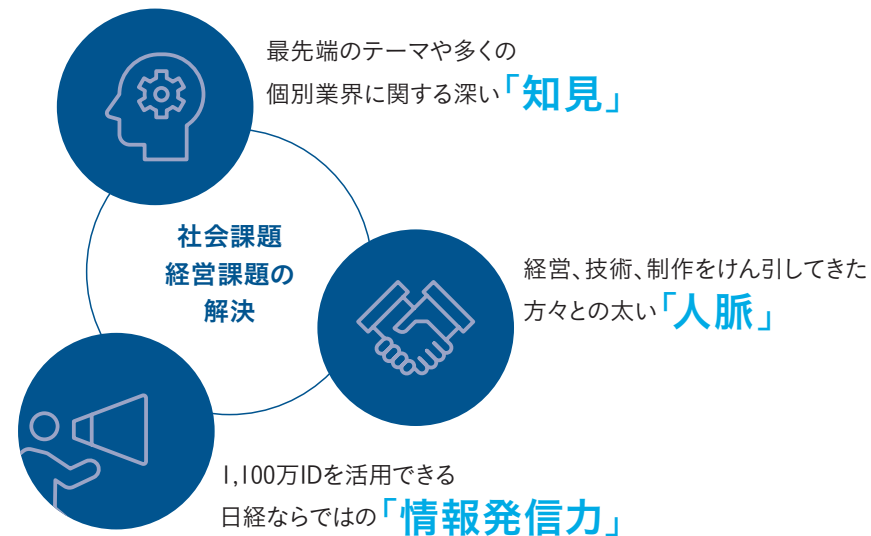 最先端のテーマや多くの
個別業界に関する深い「知見」
社会課題
経営課題の
解決
経営、技術、制作をけん引してきた
方々との太い「人脈」
1,100万IDを活用できる
日経ならではの「情報発信力」